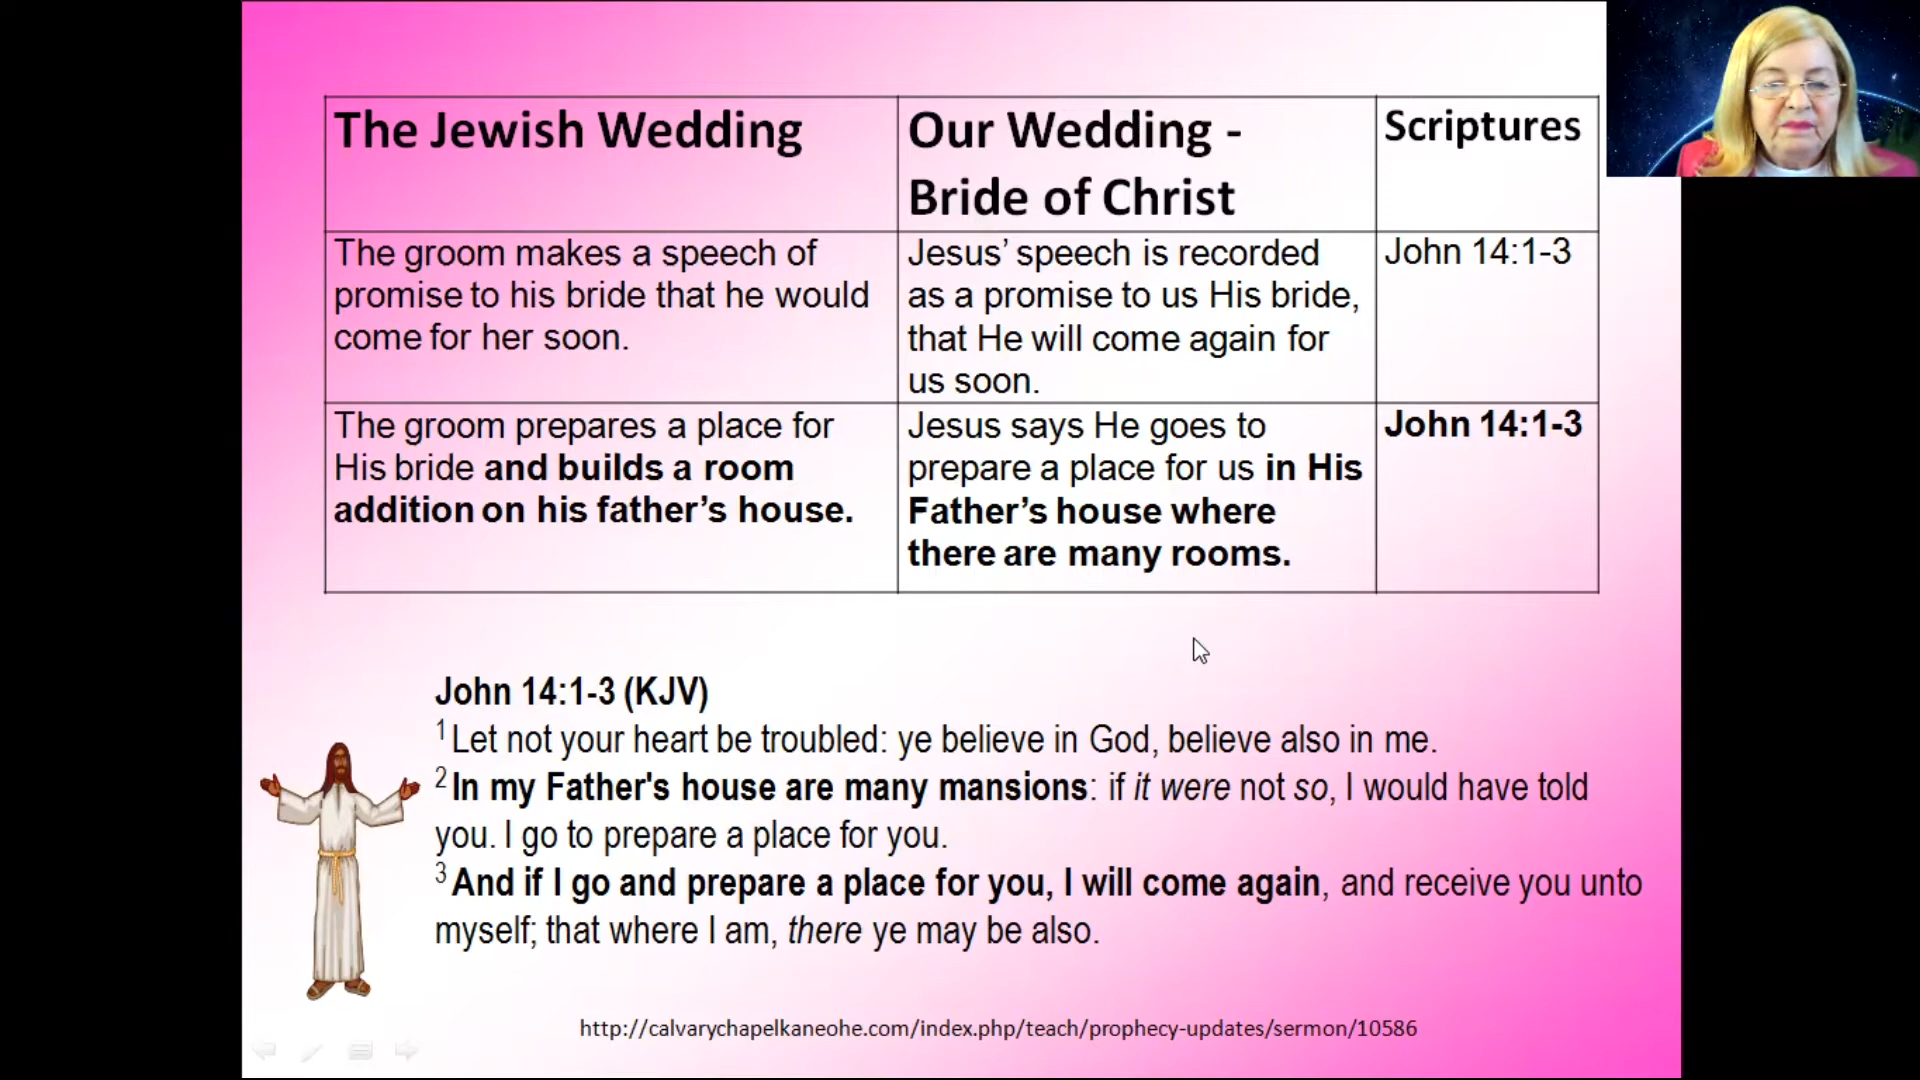 The Jewish Wedding
Our Wedding -
Bride of Christ
Scriptures
The groom makes a speech of
promise to his bride that he would
come for her soon.
Jesus’ speech is recorded
as a promise to us His bride,
that He will come again for
us soon.
John 14:1-3
The groom prepares a place for
His bride and builds a room
addition on his father’s house.
Jesus says He goes to
prepare a place for us in His
Father’s house where
there are many rooms.
John 14:1-3
John 14:1-3 (KJV)
1 Let not your heart be troubled: ye believe in God, believe also in me.
2 In my Father's house are many mansions: if it were not so, I would have told
you. I go to prepare a place for you.
3 And if I go and prepare a place for you, I will come again, and receive you unto
myself; that where I am, there ye may be also.
http://calvarychapelkaneohe.com/index.php/teach/prophecy-updates/sermon/10586